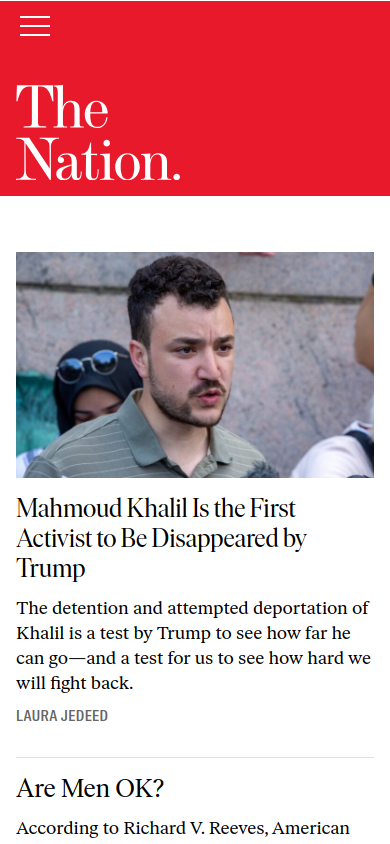 The
Nation.
Mahmoud Khalil Is the First
Activist to Be Disappeared by
Trump
The detention and attempted deportation of
Khalil is a test by Trump to see how far he
can go—and a test for us to see how hard we
will fight back.
LAURA JEDEED
Are Men OK?
According to Richard V. Reeves, American